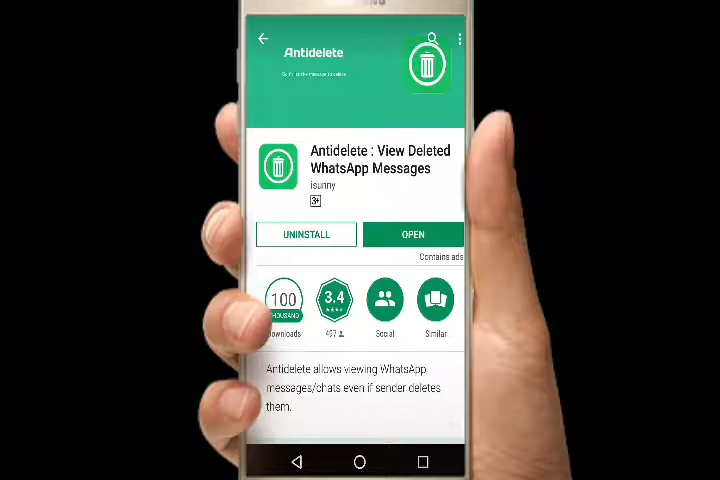 Antidelete
Antidelete : View Deleted
WhatsApp Messages
isunny
3+
UNINSTALL
OPEN
Contains ads
100
THOUSAND
Downloads
3.4
497
Social
Similar
Antidelete allows viewing WhatsApp
messages/chats even if sender deletes
them.